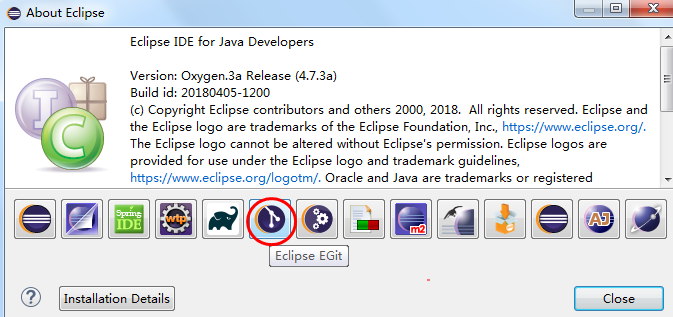 About Eclipse
Eclipse IDE for Java Developers
Version: Oxygen.3a Release (4.7.3a)
Build id: 20180405-1200
(c) Copyright Eclipse contributors and others 2000, 2018.  All rights reserved. Eclipse and
the Eclipse logo are trademarks of the Eclipse Foundation, Inc., https://www.eclipse.org/.
The Eclipse logo cannot be altered without Eclipse's permission. Eclipse logos are
provided for use under the Eclipse logo and trademark guidelines,
https://www.eclipse.org/logotm/. Oracle and Java are trademarks or registered
I
C
Spring
IDE
wtp
m2
AJ
Eclipse EGit
?
Installation Details
Close